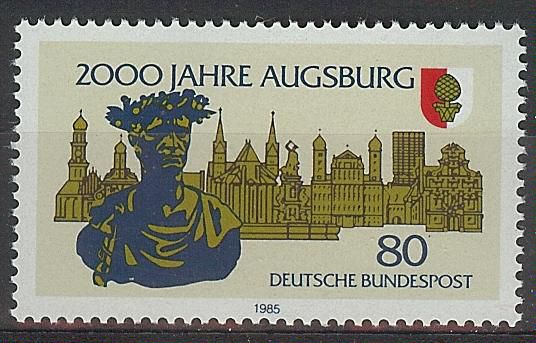 2000 JAHRE AUGSBURG
80
DEUTSCHE BUNDESPOST
1985